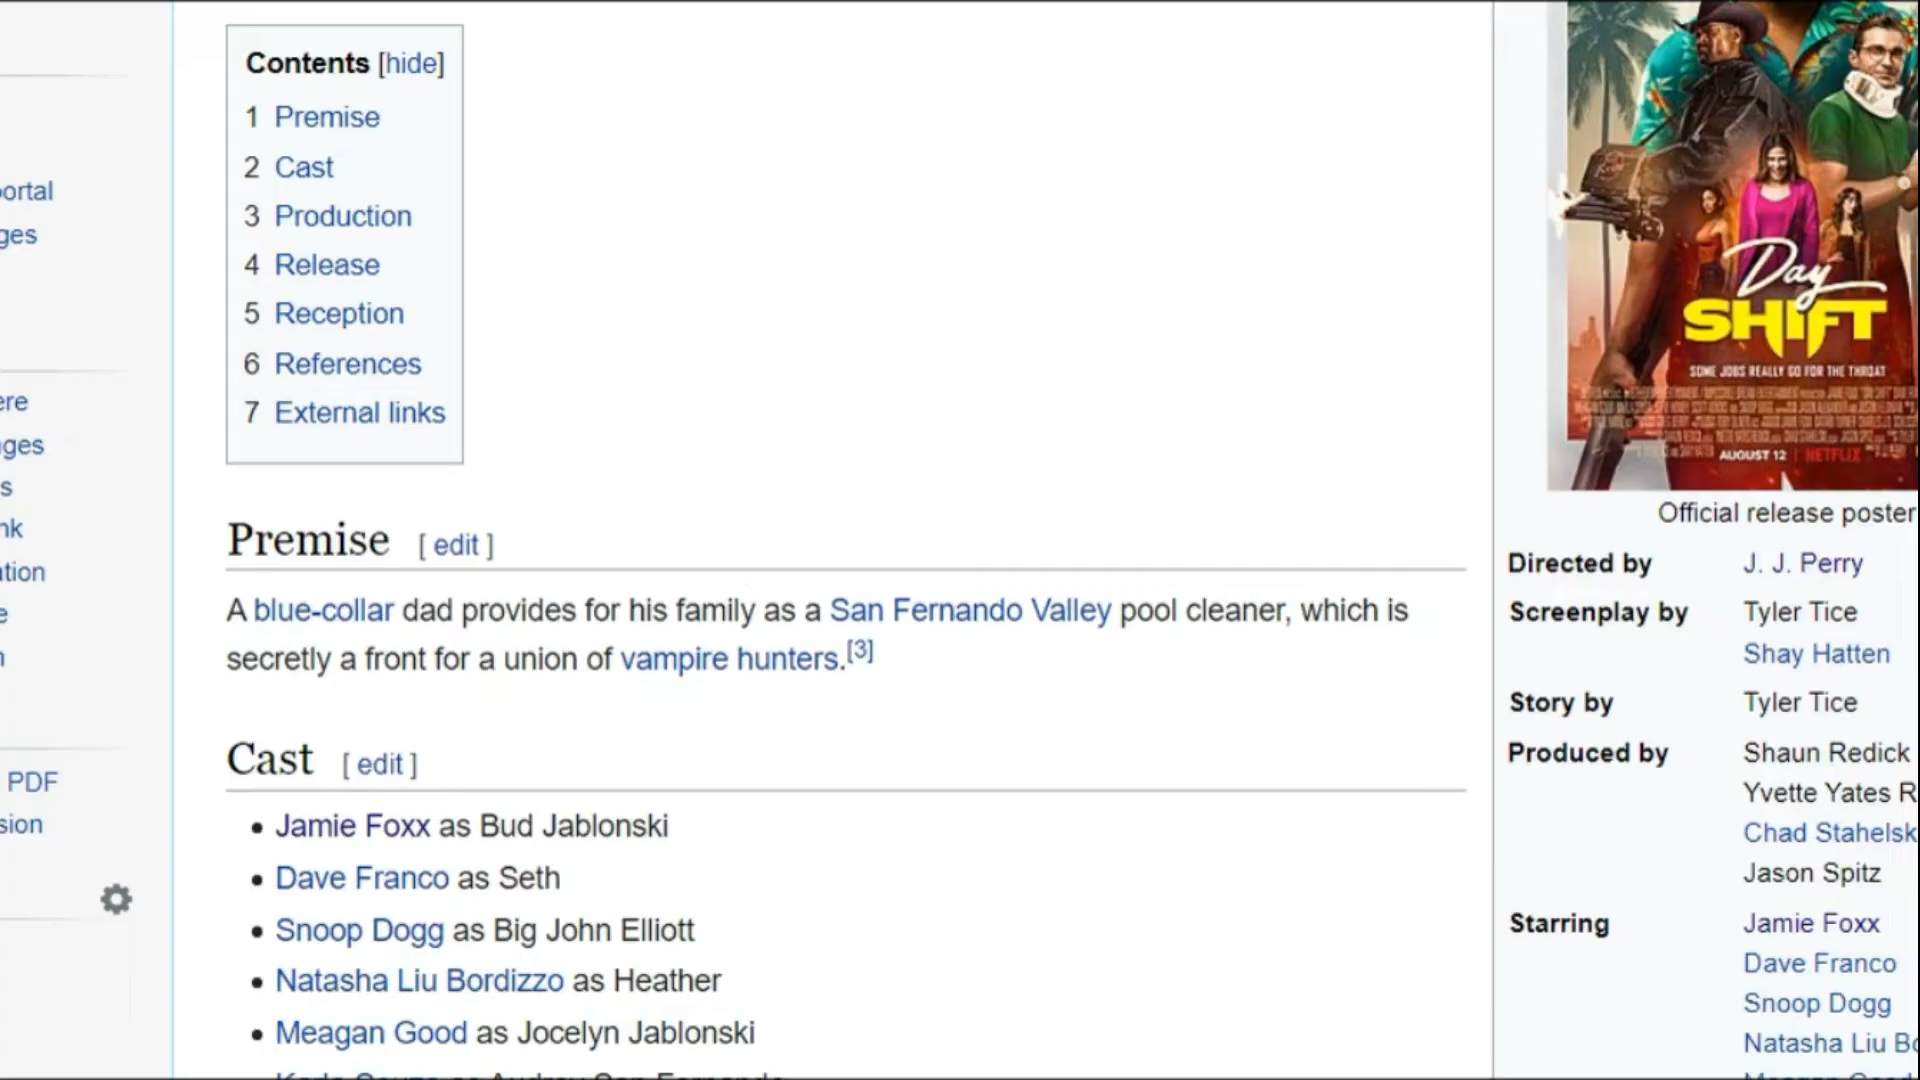 ortal
ges
ere
ges
s
nk
ation
e
n
PDF
sion
Contents [hide]
1 Premise
2 Cast
3 Production
4 Release
5 Reception
6 References
7 External links
Premise [ edit ]
A blue-collar dad provides for his family as a San Fernando Valley pool cleaner, which is
secretly a front for a union of vampire hunters.[3]
Cast [ edit ]
• Jamie Foxx as Bud Jablonski
• Dave Franco as Seth
• Snoop Dogg as Big John Elliott
• Natasha Liu Bordizzo as Heather
• Meagan Good as Jocelyn Jablonski
Day
SHIFT
SOME JOBS REALLY GO FOR THE THROAT
AUGUST 12 | NETFLIX
Official release poster
Directed by J. J. Perry
Screenplay by Tyler Tice
Shay Hatten
Story by Tyler Tice
Produced by Shaun Redick
Yvette Yates R
Chad Stahelsk
Jason Spitz
Starring Jamie Foxx
Dave Franco
Snoop Dogg
Natasha Liu Bo